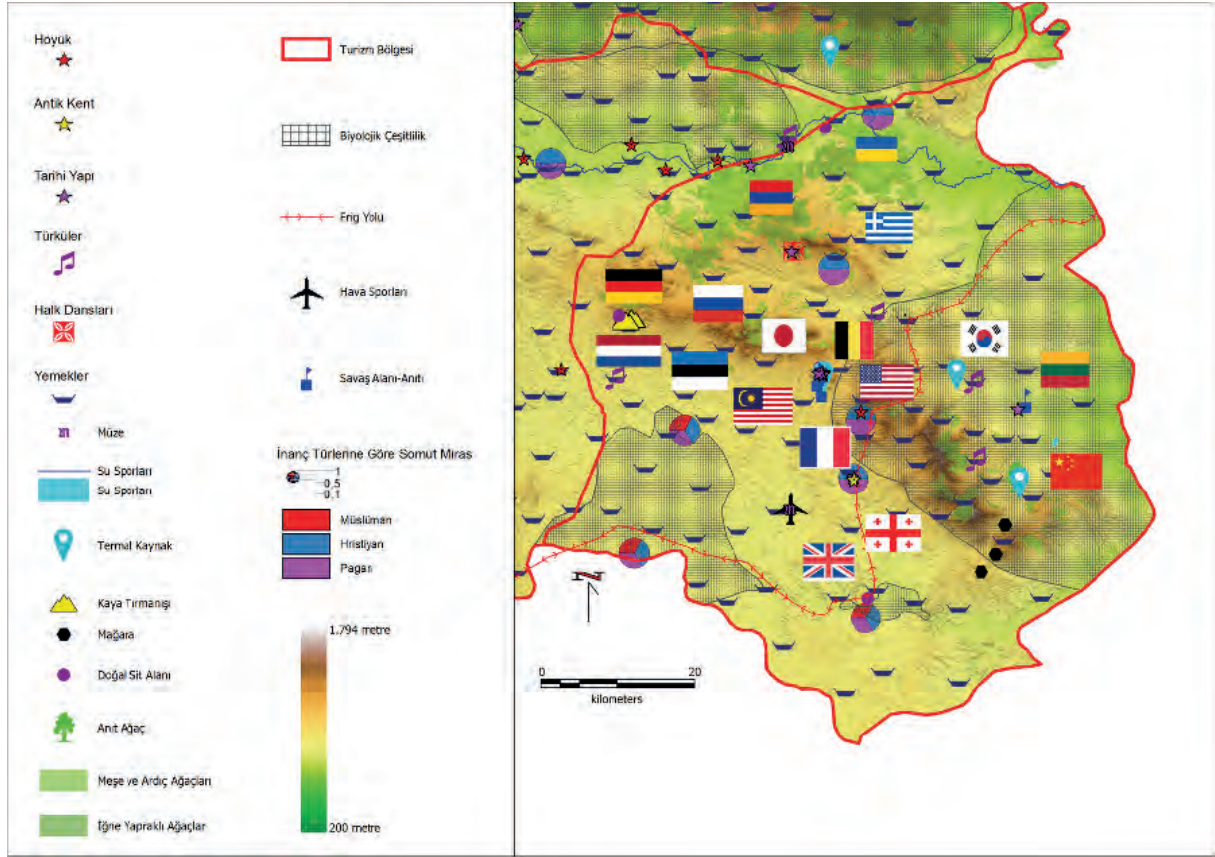 Höyük
Antik Kent
Tarihi Yapı
Türküler
Halk Dansları
Yemekler
Müze
Su Sporları
Su Sporları
Termal Kaynak
Kaya Tırmanışı
Mağara
Doğal Sit Alanı
Anıt Ağaç
Meşe ve Ardıç Ağaçları
İğne Yapraklı Ağaçlar
Turizm Bölgesi
Biyolojik Çeşitlilik
Frig Yolu
Hava Sporları
Savaş Alanı-Anıtı
İnanç Türlerine Göre Somut Miras
1
0.5
0.1
Müslüman
Hristiyan
Pagan
1.794 metre
200 metre
0 20
kilometers